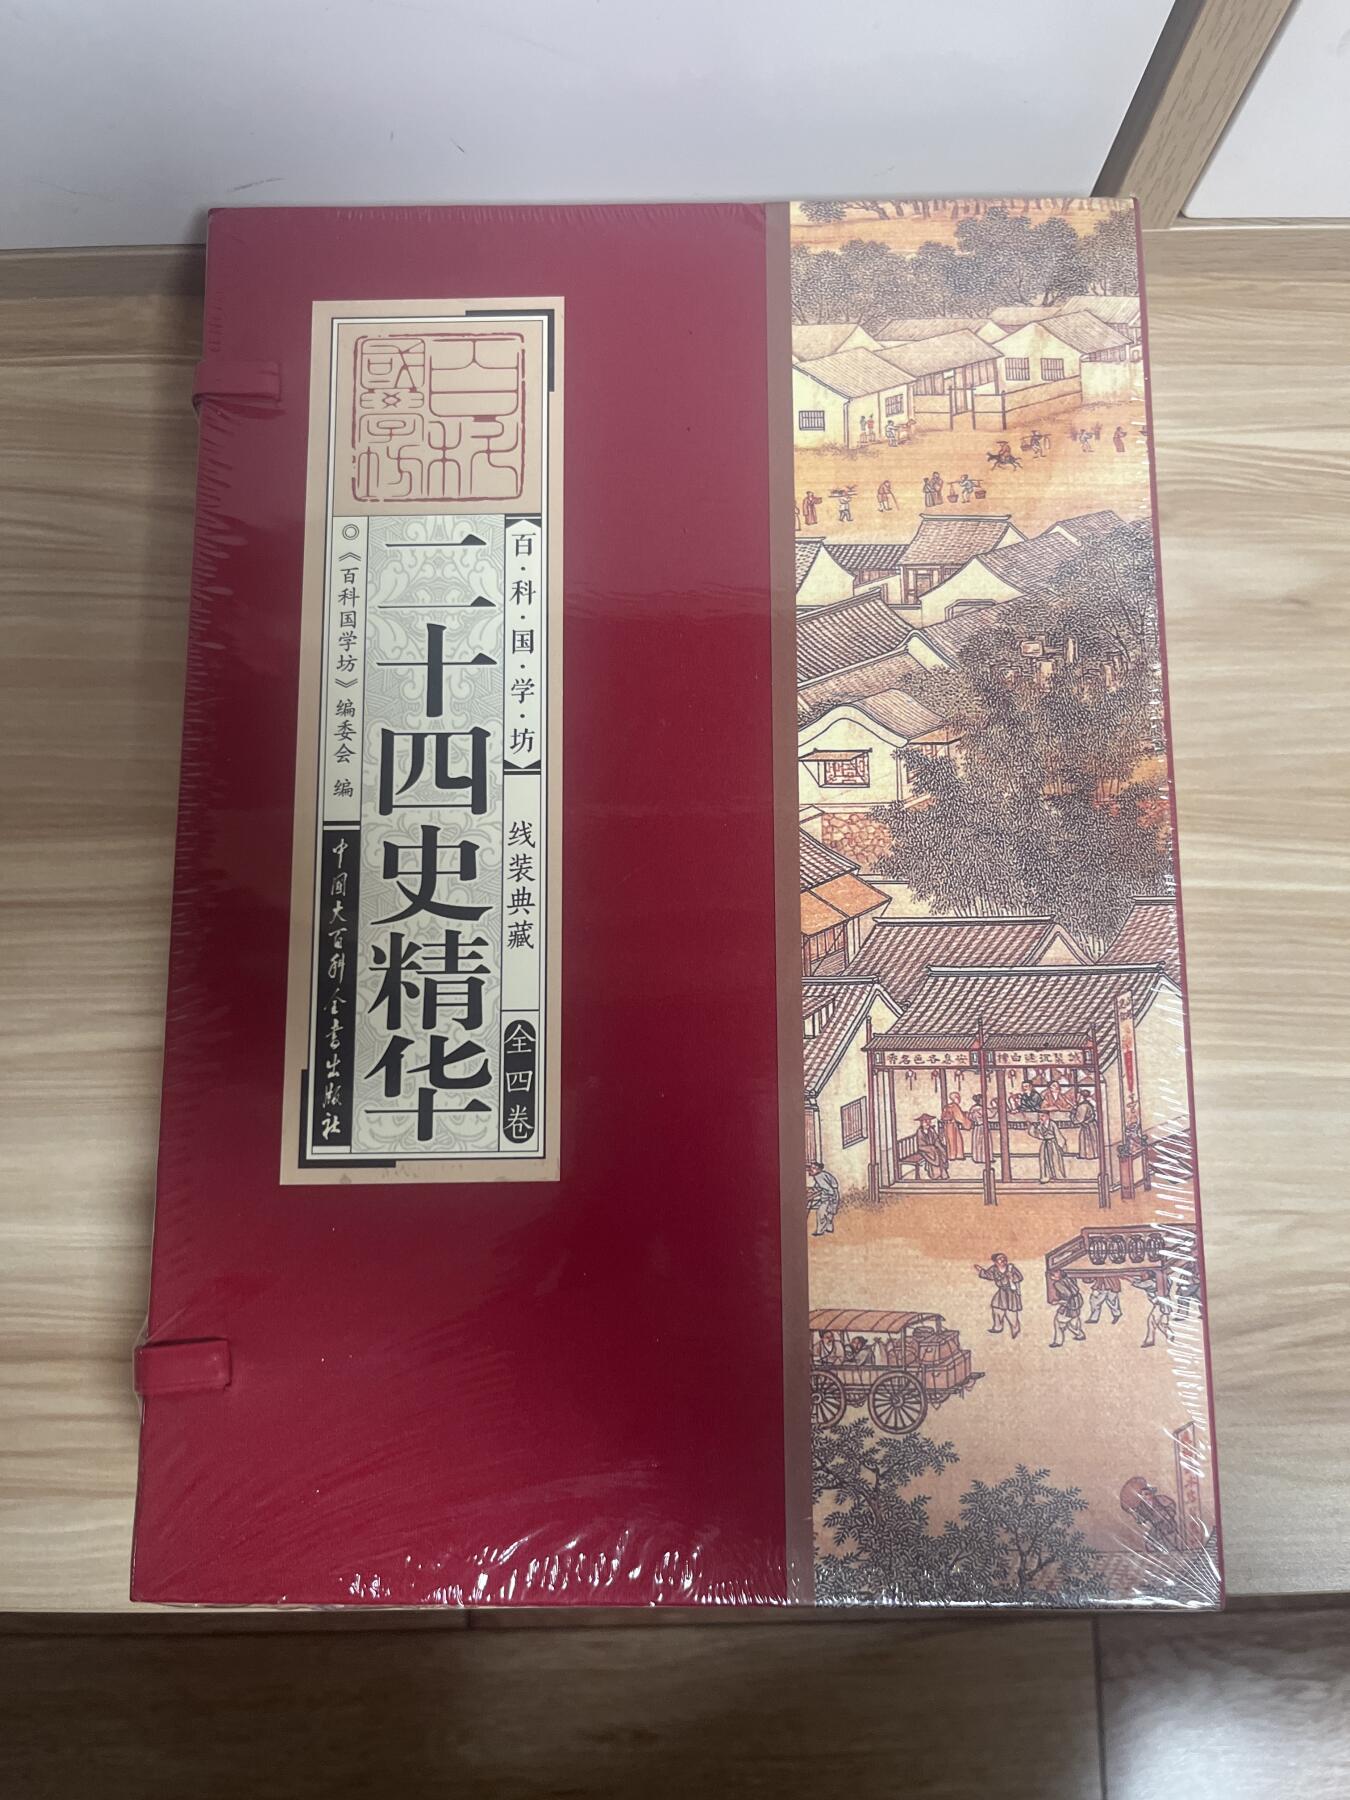 百科
國學坊
【百·科·国·学·坊】 线装典藏 全四卷
二十四史精华
◎《百科国学坊》编委会 编
中国大百科全书出版社